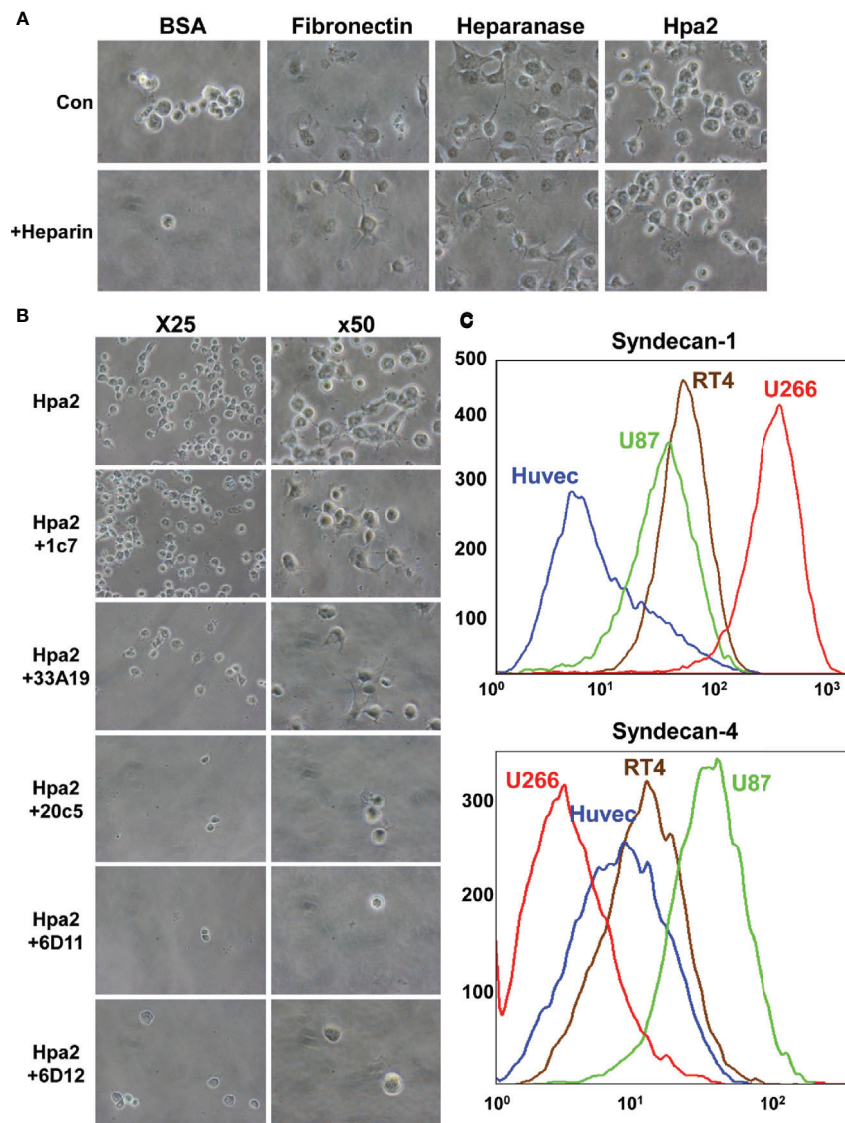 A
BSA Fibronectin Heparanase Hpa2
Con
+Heparin
B
X25 x50
Hpa2
Hpa2
+1c7
Hpa2
+33A19
Hpa2
+20c5
Hpa2
+6D11
Hpa2
+6D12
C
Syndecan-1
500
400
300
200
100
RT4
U266
U87
Huvec
10⁰ 10¹ 10² 10³
Syndecan-4
300
200
100
U266
RT4
U87
Huvec
10⁰ 10¹ 10²